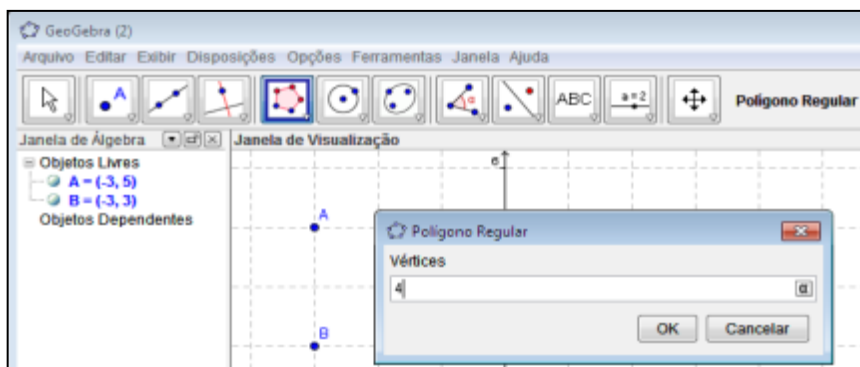 GeoGebra (2)
Arquivo Editar Exibir Disposições Opções Ferramentas Janela Ajuda
A
α
ABC
a=2
Polígono Regular
Janela de Álgebra
Janela de Visualização
Objetos Livres
A = (-3, 5)
B = (-3, 3)
Objetos Dependentes
6
A
Polígono Regular
Vértices
4
α
OK Cancelar
B